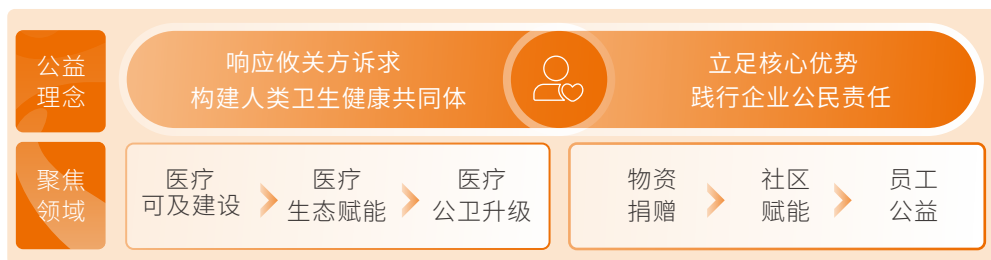 公益
理念
响应攸关方诉求
构建人类卫生健康共同体
立足核心优势
践行企业公民责任
聚焦
领域
医疗
可及建设
医疗
生态赋能
医疗
公卫升级
物资
捐赠
社区
赋能
员工
公益